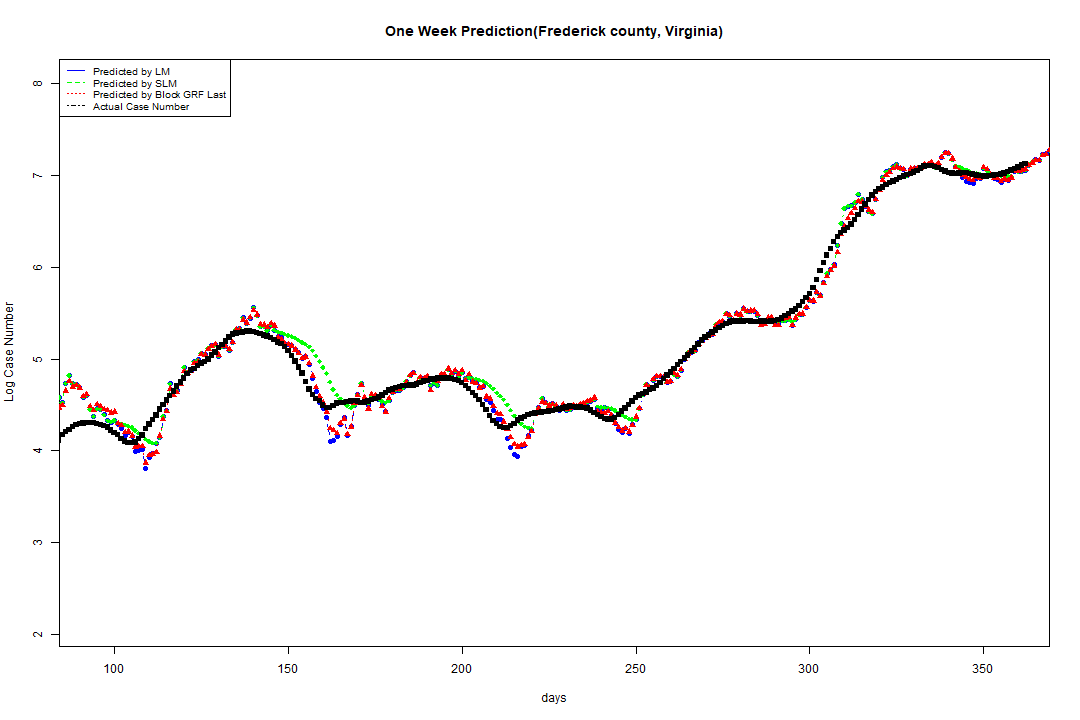 One Week Prediction(Frederick county, Virginia)
Predicted by LM
Predicted by SLM
Predicted by Block GRF Last
Actual Case Number
8
7
6
5
4
3
2
Log Case Number
100 150 200 250 300 350
days